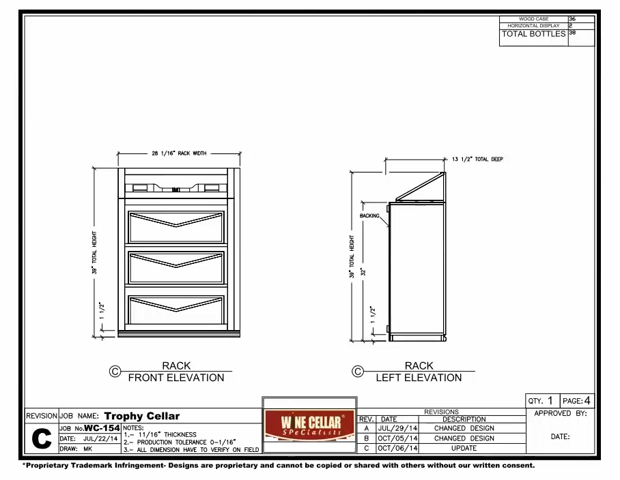 WOOD CASE 36
HORIZONTAL DISPLAY 2
TOTAL BOTTLES 38
28 1/16" RACK WIDTH
13 1/2" TOTAL DEEP
BACKING
39" TOTAL HEIGHT
1 1/2"
39" TOTAL HEIGHT
32"
1 1/2"
C RACK
FRONT ELEVATION
C RACK
LEFT ELEVATION
QTY. 1 PAGE: 4
REVISION JOB NAME: Trophy Cellar
C
JOB No. WC-154
DATE: JUL/22/14
DRAW: MK
NOTES:
1.- 11/16" THICKNESS
2.- PRODUCTION TOLERANCE 0-1/16"
3.- ALL DIMENSION HAVE TO VERIFY ON FIELD
W NE CELLAR
SPeCialistS
REVISIONS
REV. DATE DESCRIPTION
A JUL/29/14 CHANGED DESIGN
B OCT/05/14 CHANGED DESIGN
C OCT/06/14 UPDATE
APPROVED BY:
DATE:
*Proprietary Trademark Infringement- Designs are proprietary and cannot be copied or shared with others without our written consent.